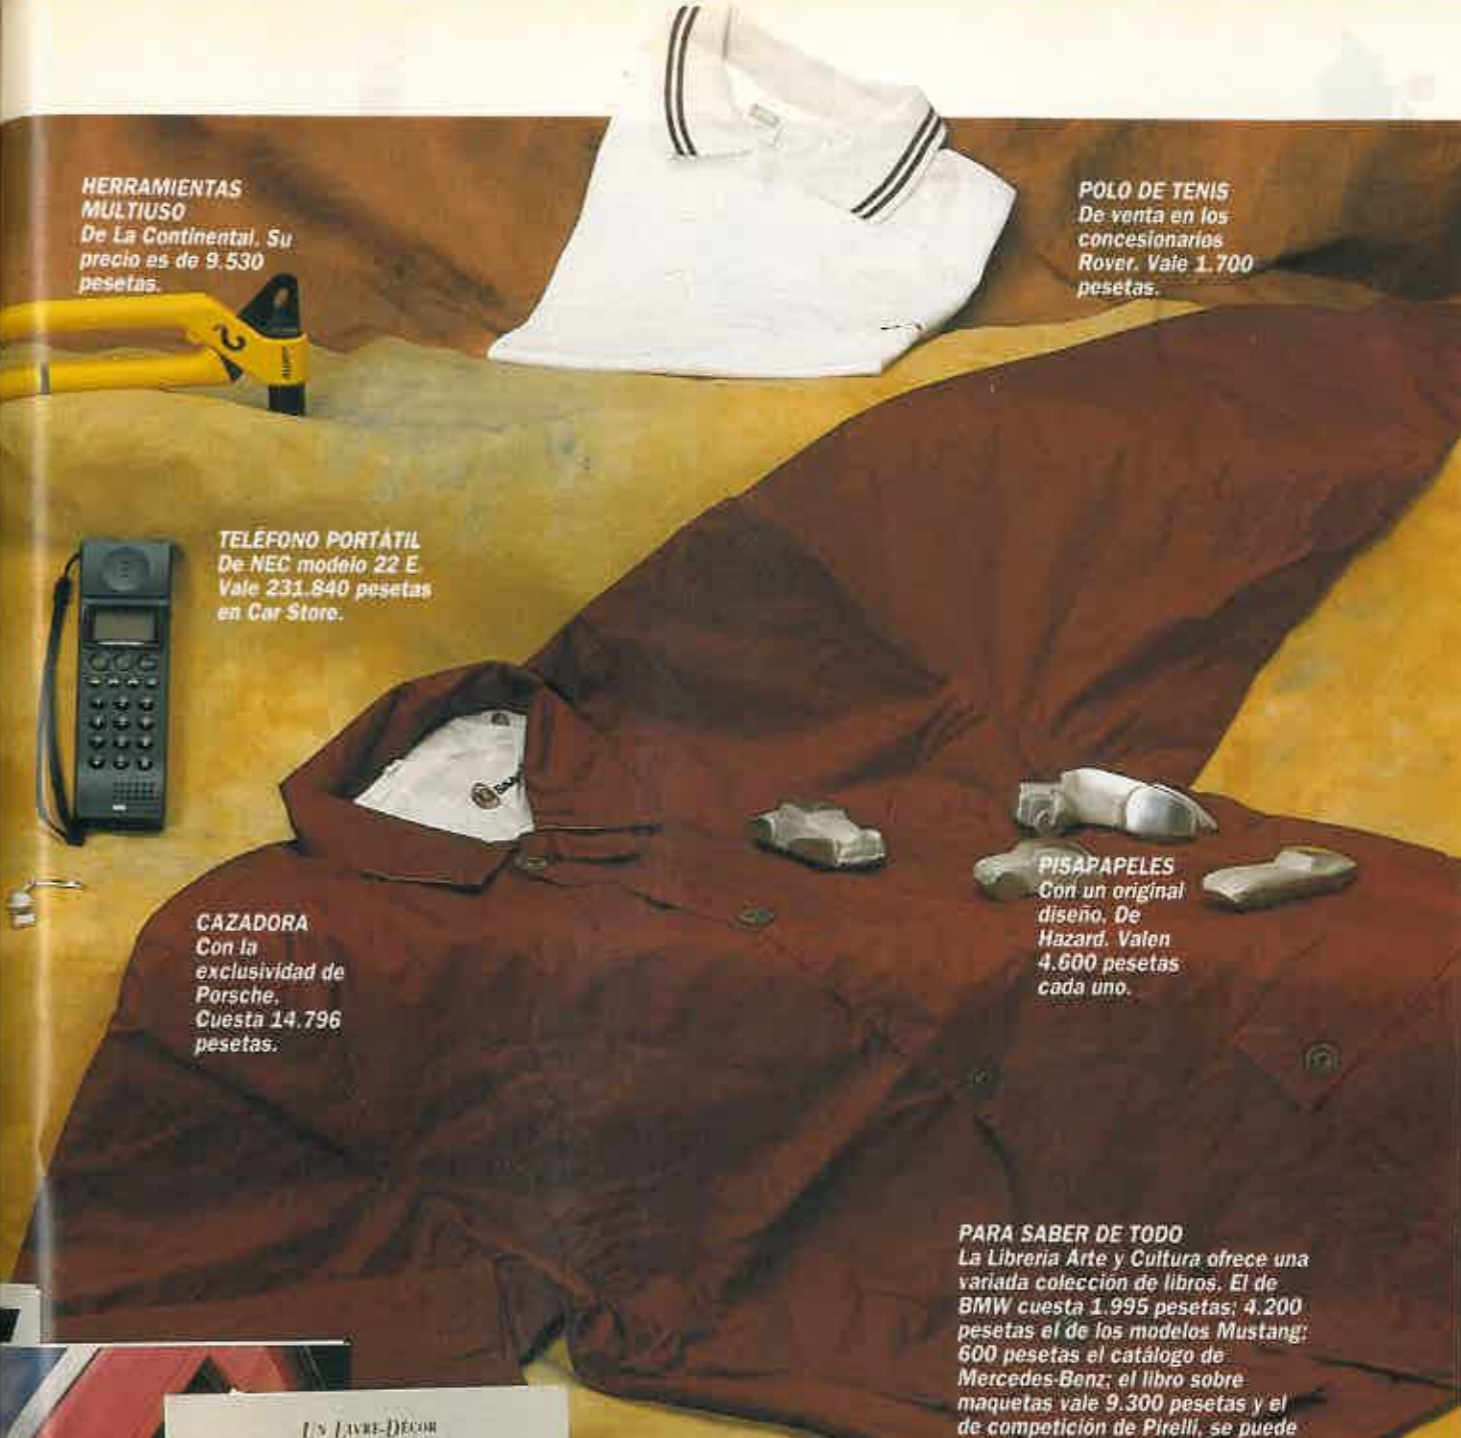 HERRAMIENTAS
MULTIUSO
De La Continental. Su
precio es de 9.530
pesetas.
POLO DE TENIS
De venta en los
concesionarios
Rover. Vale 1.700
pesetas.
TELÉFONO PORTÁTIL
De NEC modelo 22 E.
Vale 231.840 pesetas
en Car Store.
CAZADORA
Con la
exclusividad de
Porsche.
Cuesta 14.796
pesetas.
PISAPAPELES
Con un original
diseño. De
Hazard. Valen
4.600 pesetas
cada uno.
PARA SABER DE TODO
La Librería Arte y Cultura ofrece una
variada colección de libros. El de
BMW cuesta 1.995 pesetas; 4.200
pesetas el de los modelos Mustang;
600 pesetas el catálogo de
Mercedes-Benz; el libro sobre
maquetas vale 9.300 pesetas y el
de competición de Pirelli, se puede
UN LIVRE-DÉCOR